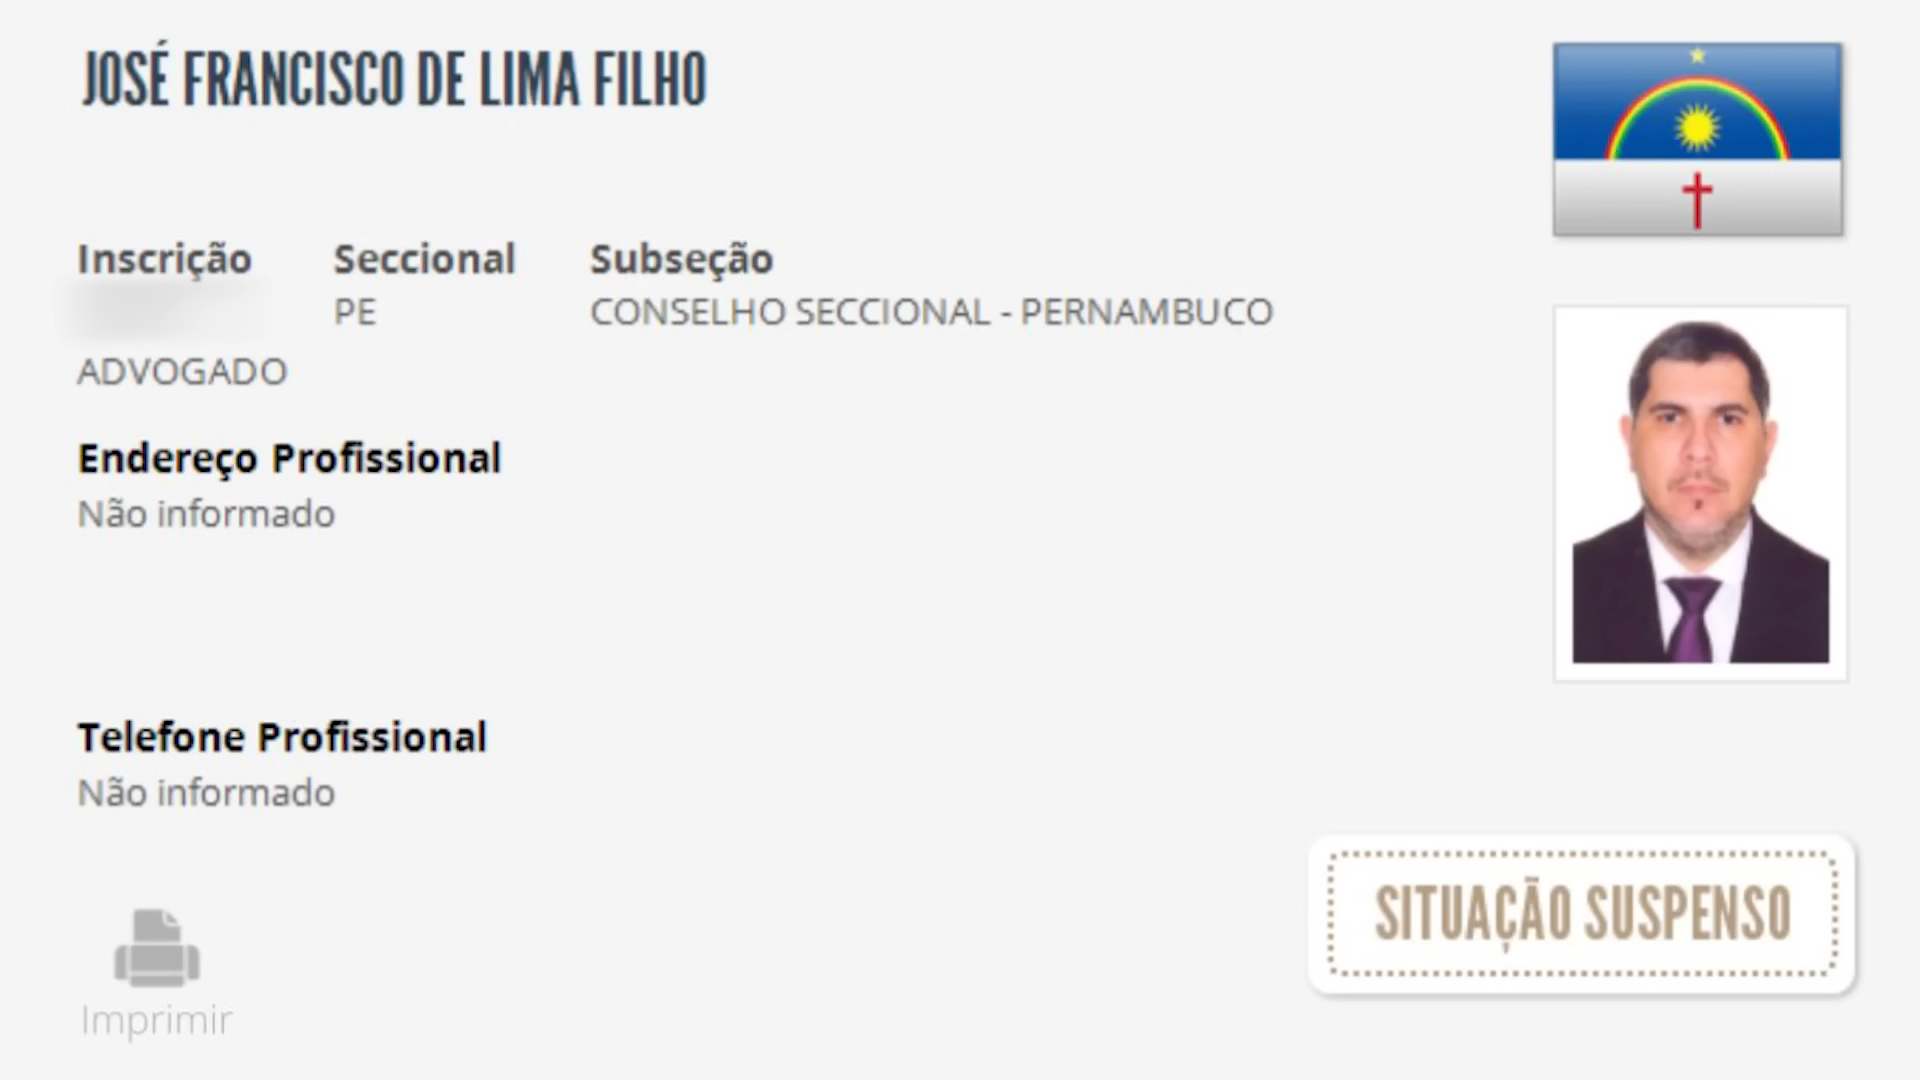 JOSÉ FRANCISCO DE LIMA FILHO
Inscrição Seccional Subseção
PE CONSELHO SECCIONAL - PERNAMBUCO
ADVOGADO
Endereço Profissional
Não informado
Telefone Profissional
Não informado
SITUAÇÃO SUSPENSO
Imprimir